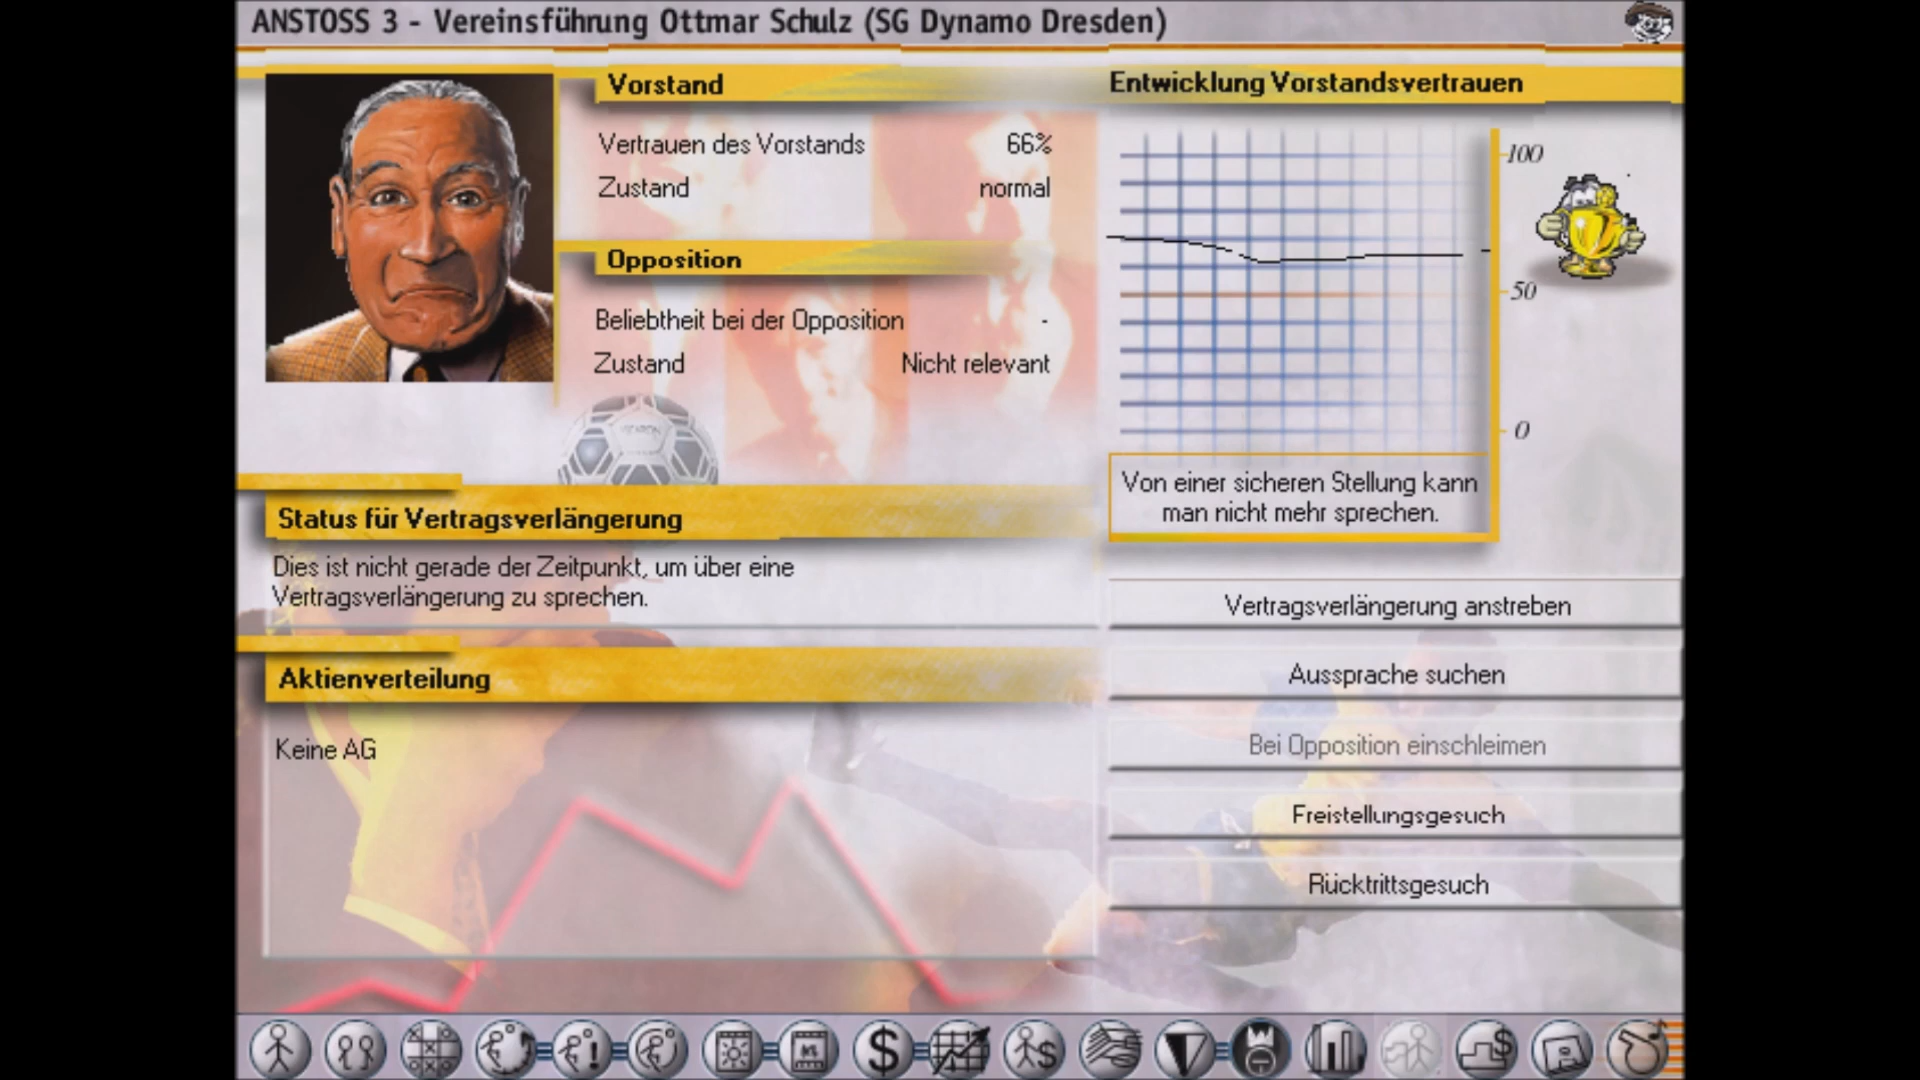 ANSTOSS 3 - Vereinsführung Ottmar Schulz (SG Dynamo Dresden)
Vorstand
Vertrauen des Vorstands 66%
Zustand normal
Opposition
Beliebtheit bei der Opposition -
Zustand Nicht relevant
Entwicklung Vorstandsvertrauen
100
50
0
Von einer sicheren Stellung kann
man nicht mehr sprechen.
Status für Vertragsverlängerung
Dies ist nicht gerade der Zeitpunkt, um über eine
Vertragsverlängerung zu sprechen.
Aktienverteilung
Keine AG
Vertragsverlängerung anstreben
Aussprache suchen
Bei Opposition einschleimen
Freistellungsgesuch
Rücktrittsgesuch